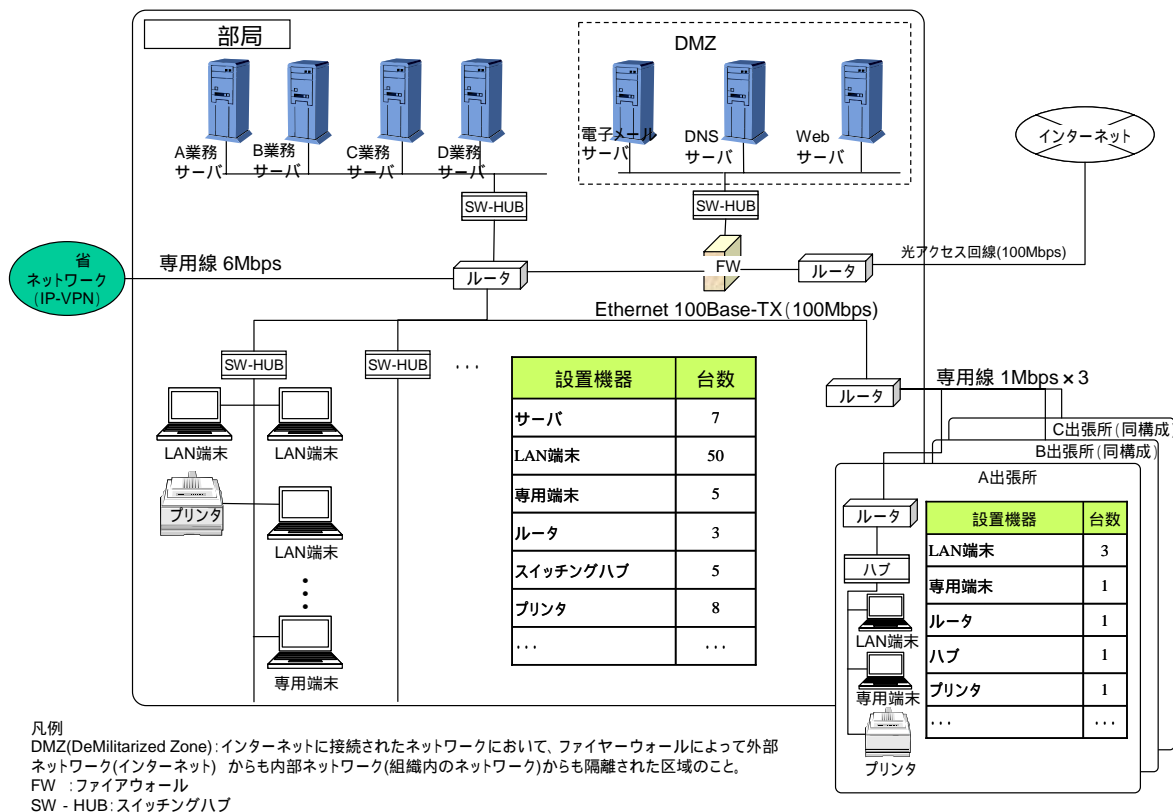 部局
DMZ
A業務
サーバ
B業務
サーバ
C業務
サーバ
D業務
サーバ
電子メール
サーバ
DNS
サーバ
Web
サーバ
インターネット
SW-HUB
SW-HUB
省
ネットワーク
(IP-VPN)
専用線 6Mbps
ルータ
FW
ルータ
光アクセス回線(100Mbps)
Ethernet 100Base-TX(100Mbps)
SW-HUB
SW-HUB
・・・
LAN端末
LAN端末
プリンタ
LAN端末
・
・
・
専用端末
設置機器 台数
サーバ 7
LAN端末 50
専用端末 5
ルータ 3
スイッチングハブ 5
プリンタ 8
・・・ ・・・
ルータ
専用線 1Mbps×3
C出張所(同構成)
B出張所(同構成)
A出張所
ルータ
ハブ
LAN端末
専用端末
プリンタ
設置機器 台数
LAN端末 3
専用端末 1
ルータ 1
ハブ 1
プリンタ 1
・・・ ・・・
凡例
DMZ(DeMilitarized Zone):インターネットに接続されたネットワークにおいて、ファイヤーウォールによって外部
ネットワーク(インターネット) からも内部ネットワーク(組織内のネットワーク)からも隔離された区域のこと。
FW :ファイアウォール
SW - HUB:スイッチングハブ